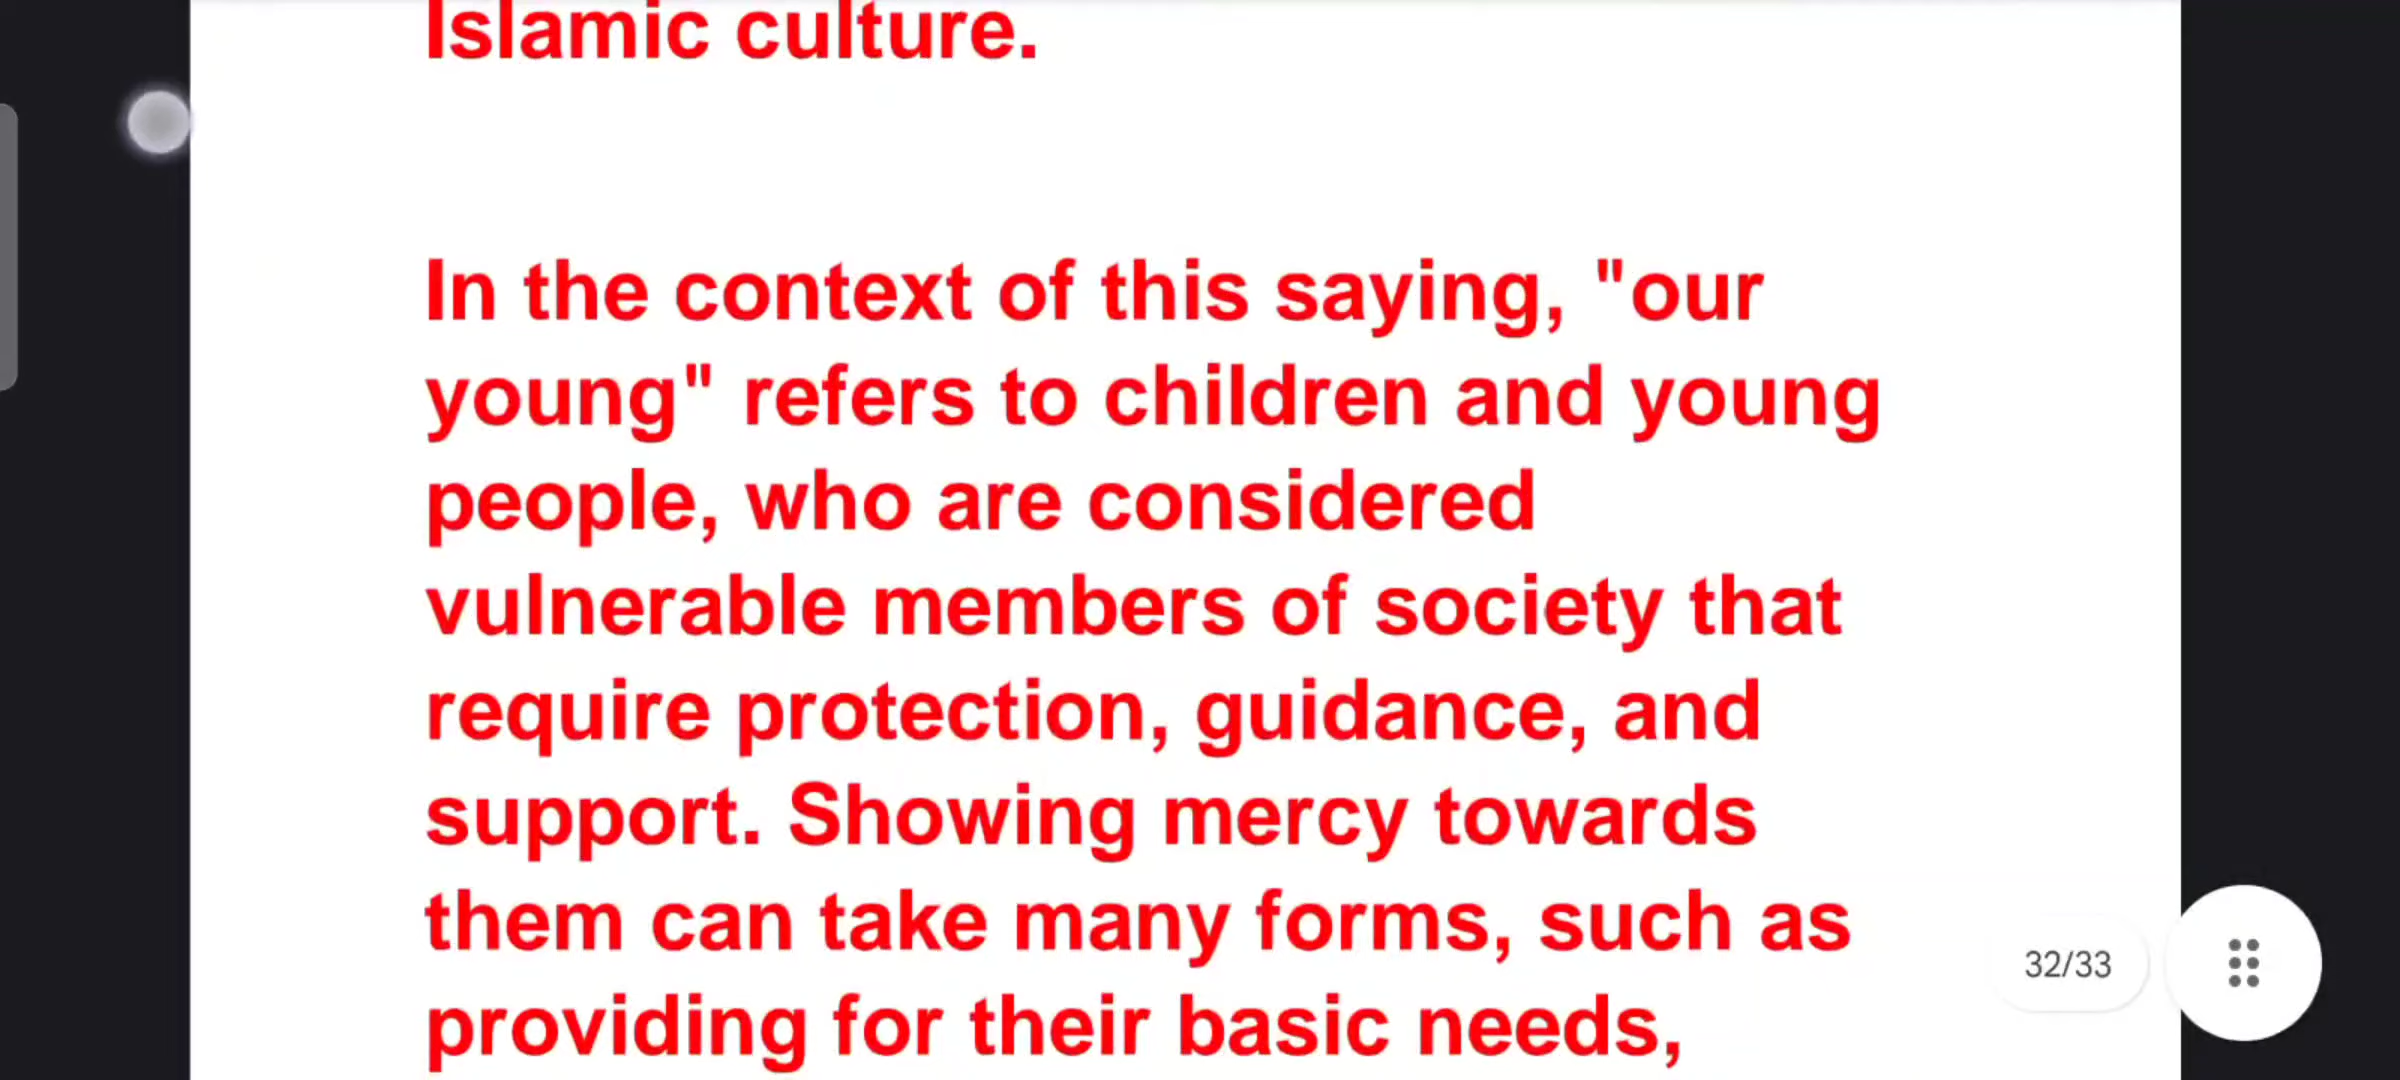 Islamic culture.
In the context of this saying, "our
young" refers to children and young
people, who are considered
vulnerable members of society that
require protection, guidance, and
support. Showing mercy towards
them can take many forms, such as
providing for their basic needs,
32/33